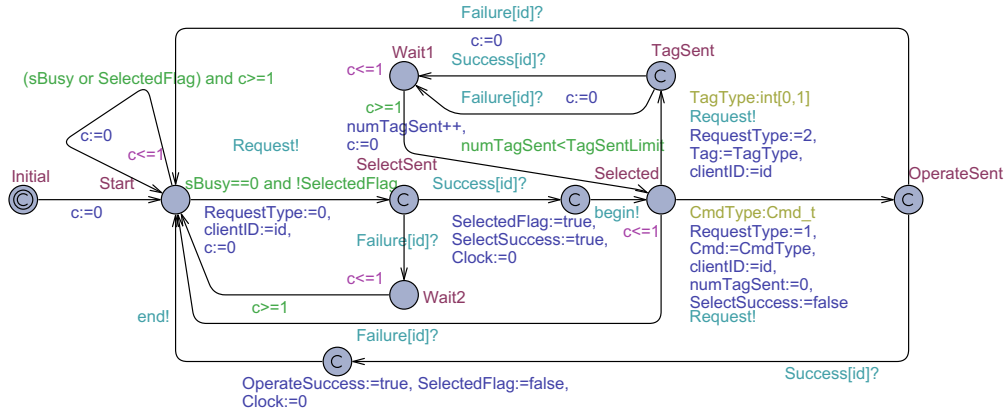 Failure[id]?
c:=0
Wait1
TagSent
Success[id]?
(sBusy or SelectedFlag) and c>=1
c<=1
C
Failure[id]?
c:=0
TagType:int[0,1]
c>=1
Request!
numTagSent++,
RequestType:=2,
c:=0
c:=0
Request!
numTagSent<TagSentLimit
Tag:=TagType,
c<=1
SelectSent
clientID:=id
Initial
Start
sBusy==0 and !SelectedFlag
Success[id]?
Selected
OperateSent
C
C
C
C
c:=0
RequestType:=0,
SelectedFlag:=true,
begin!
CmdType:Cmd_t
clientID:=id,
SelectSuccess:=true,
c<=1
RequestType:=1,
c:=0
Failure[id]?
Clock:=0
Cmd:=CmdType,
clientID:=id,
c<=1
numTagSent:=0,
Wait2
SelectSuccess:=false
c>=1
end!
Request!
Failure[id]?
C
Success[id]?
OperateSuccess:=true, SelectedFlag:=false,
Clock:=0